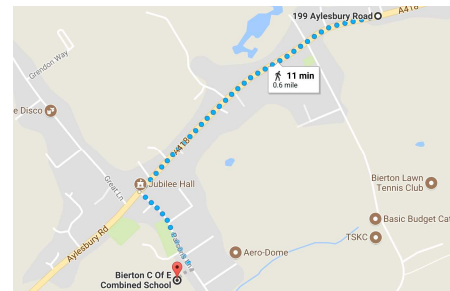 199 Aylesbury Road
A418
Grendon Way
11 min
0.6 mile
e Disco
A418
Great Ln
Jubilee Hall
Bierton Lawn
Tennis Club
Aylesbury Rd
Basic Budget Cat
TSKC
Aero-Dome
Bierton C Of E
Combined School